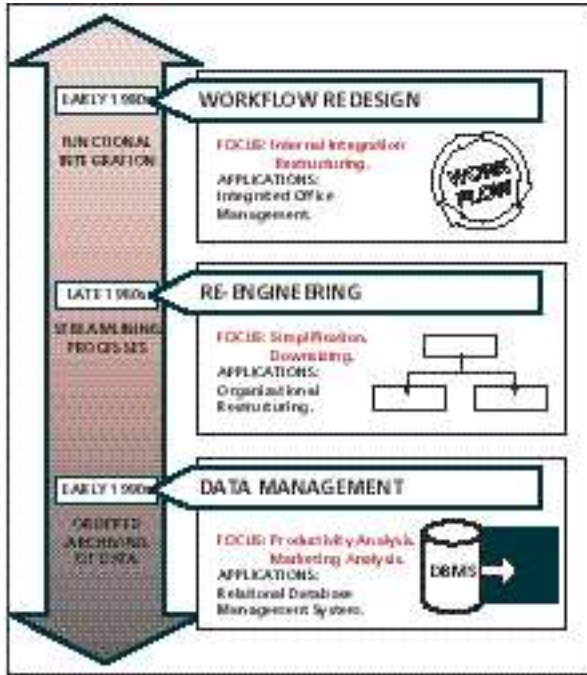 EARLY
WORKFLOW REDESIGN
FUNCTIONAL
INTEGRATION
FOCUS: Internal Integration
Restructuring.
APPLICATIONS:
Integrated Office
Management.
WORK
FLOW
LATE 1980s
RE-ENGINEERING
STREAMLINING
PROCESSES
FOCUS: Simplification,
Downsizing.
APPLICATIONS:
Organizational
Restructuring.
EARLY
DATA MANAGEMENT
ORDERED
ARCHIVING
OF DATA
FOCUS: Productivity Analysis,
Marketing Analysis.
APPLICATIONS:
Relational Database
Management System.
DBMS